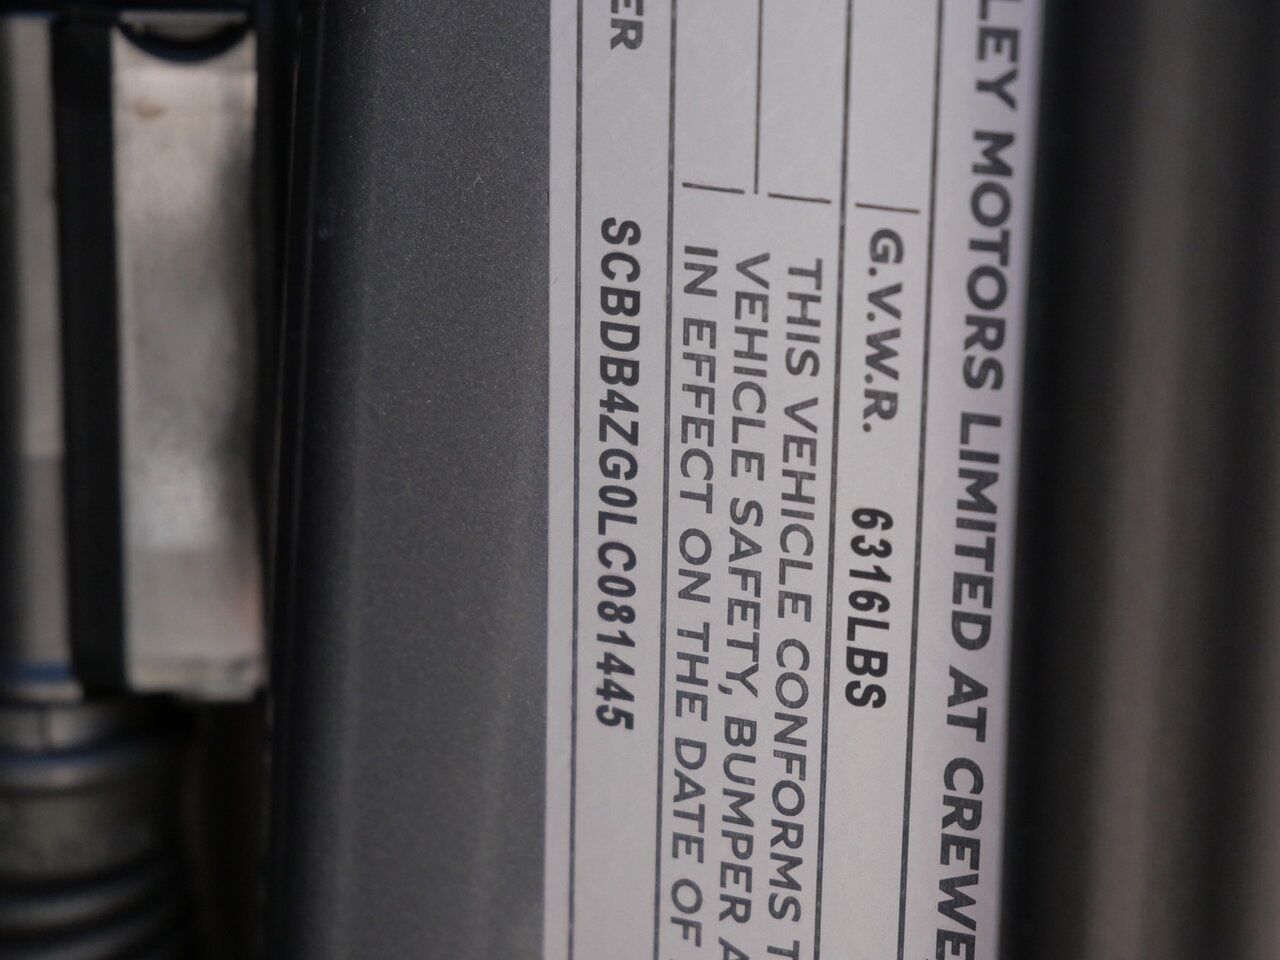 LEY MOTORS LIMITED AT CREWE
G.V.W.R. 6316LBS
THIS VEHICLE CONFORMS T
VEHICLE SAFETY, BUMPER A
IN EFFECT ON THE DATE OF
ER SCBDB4ZG0LC081445